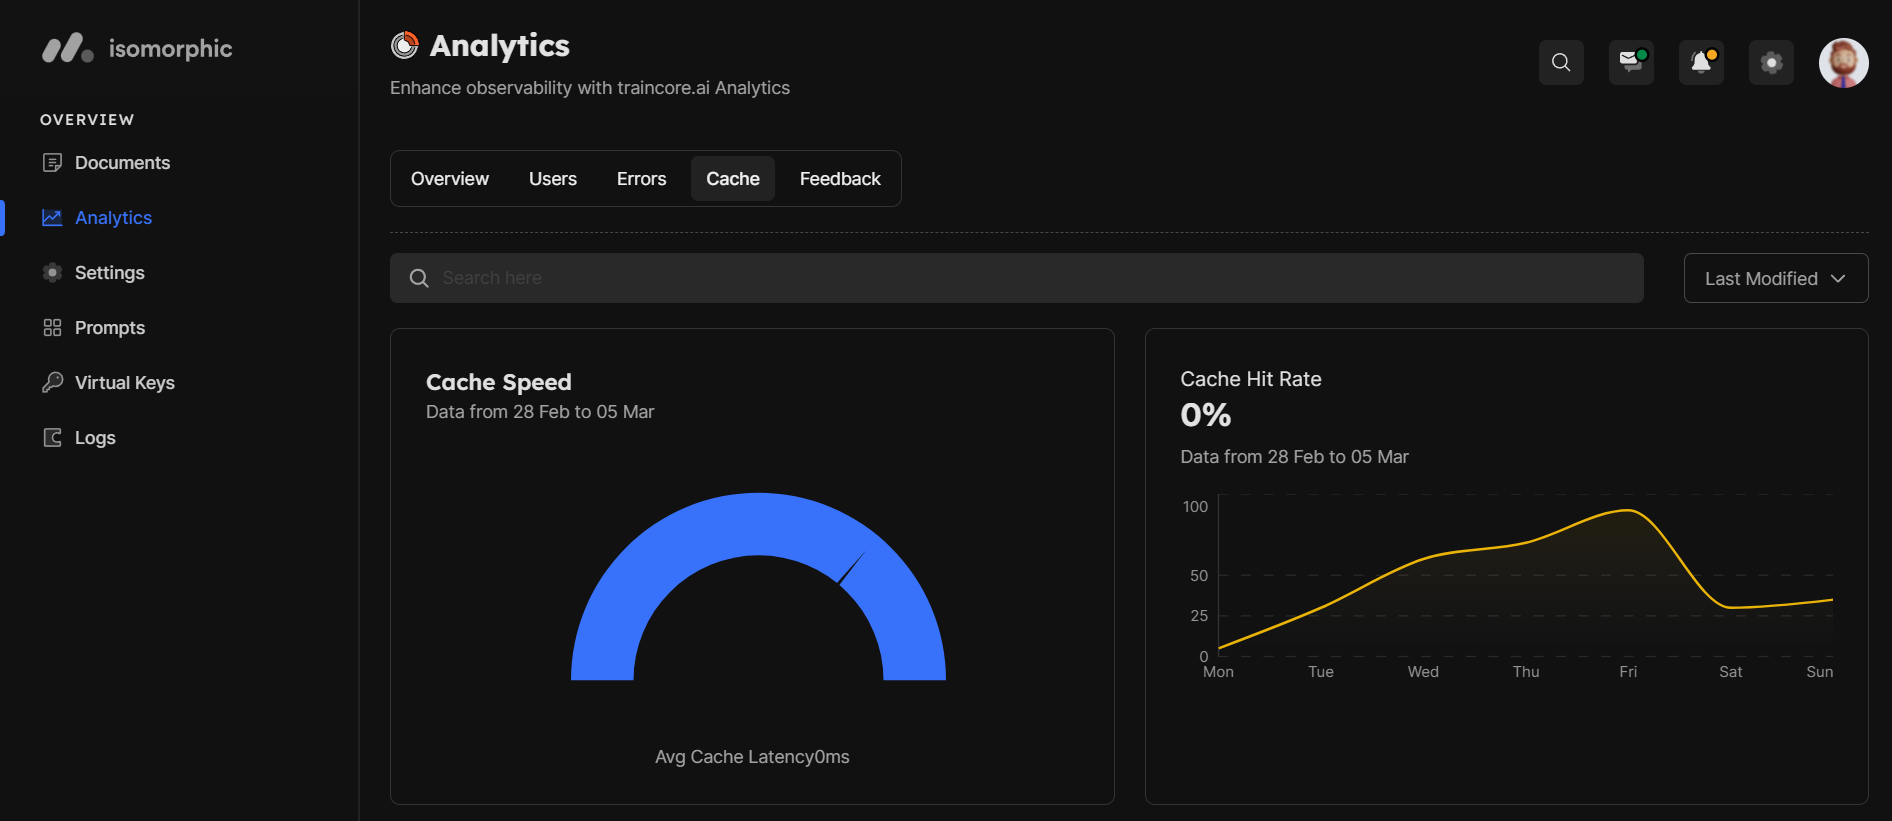 isomorphic
OVERVIEW
Documents
Analytics
Settings
Prompts
Virtual Keys
Logs
Analytics
Enhance observability with traincore.ai Analytics
Overview Users Errors Cache Feedback
Search here
Last Modified
Cache Speed
Data from 28 Feb to 05 Mar
Avg Cache Latency0ms
Cache Hit Rate
0%
Data from 28 Feb to 05 Mar
100
50
25
0
Mon Tue Wed Thu Fri Sat Sun